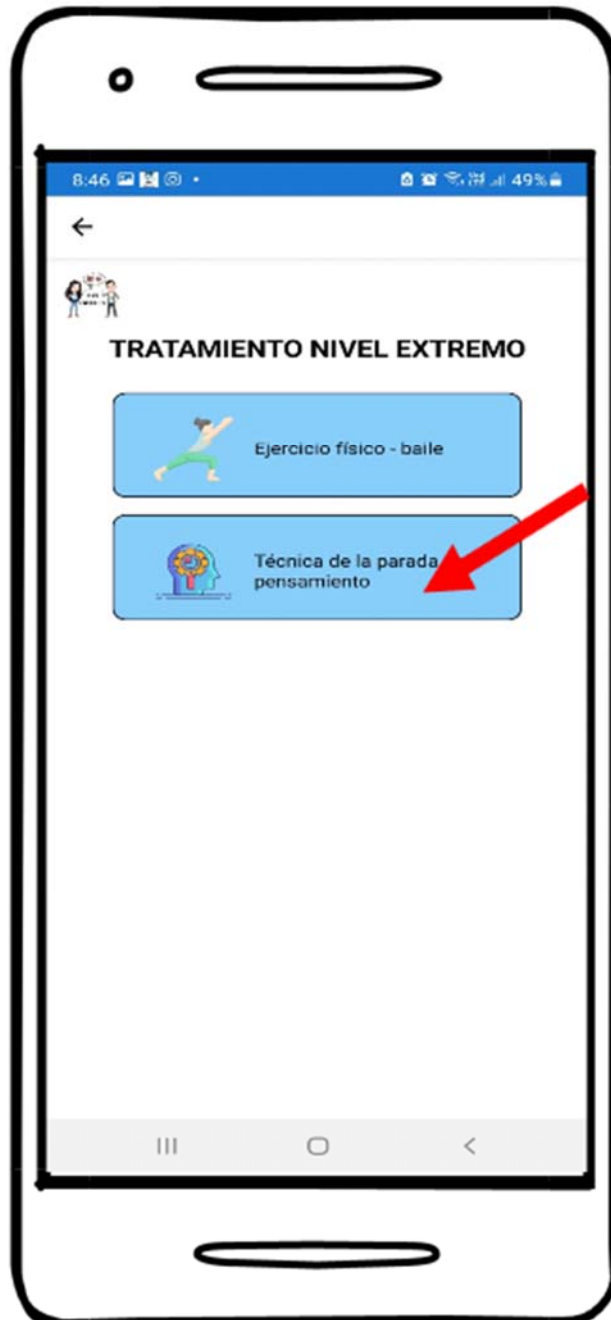 8:46
49%
TRATAMIENTO NIVEL EXTREMO
Ejercicio físico - baile
Técnica de la parada
pensamiento